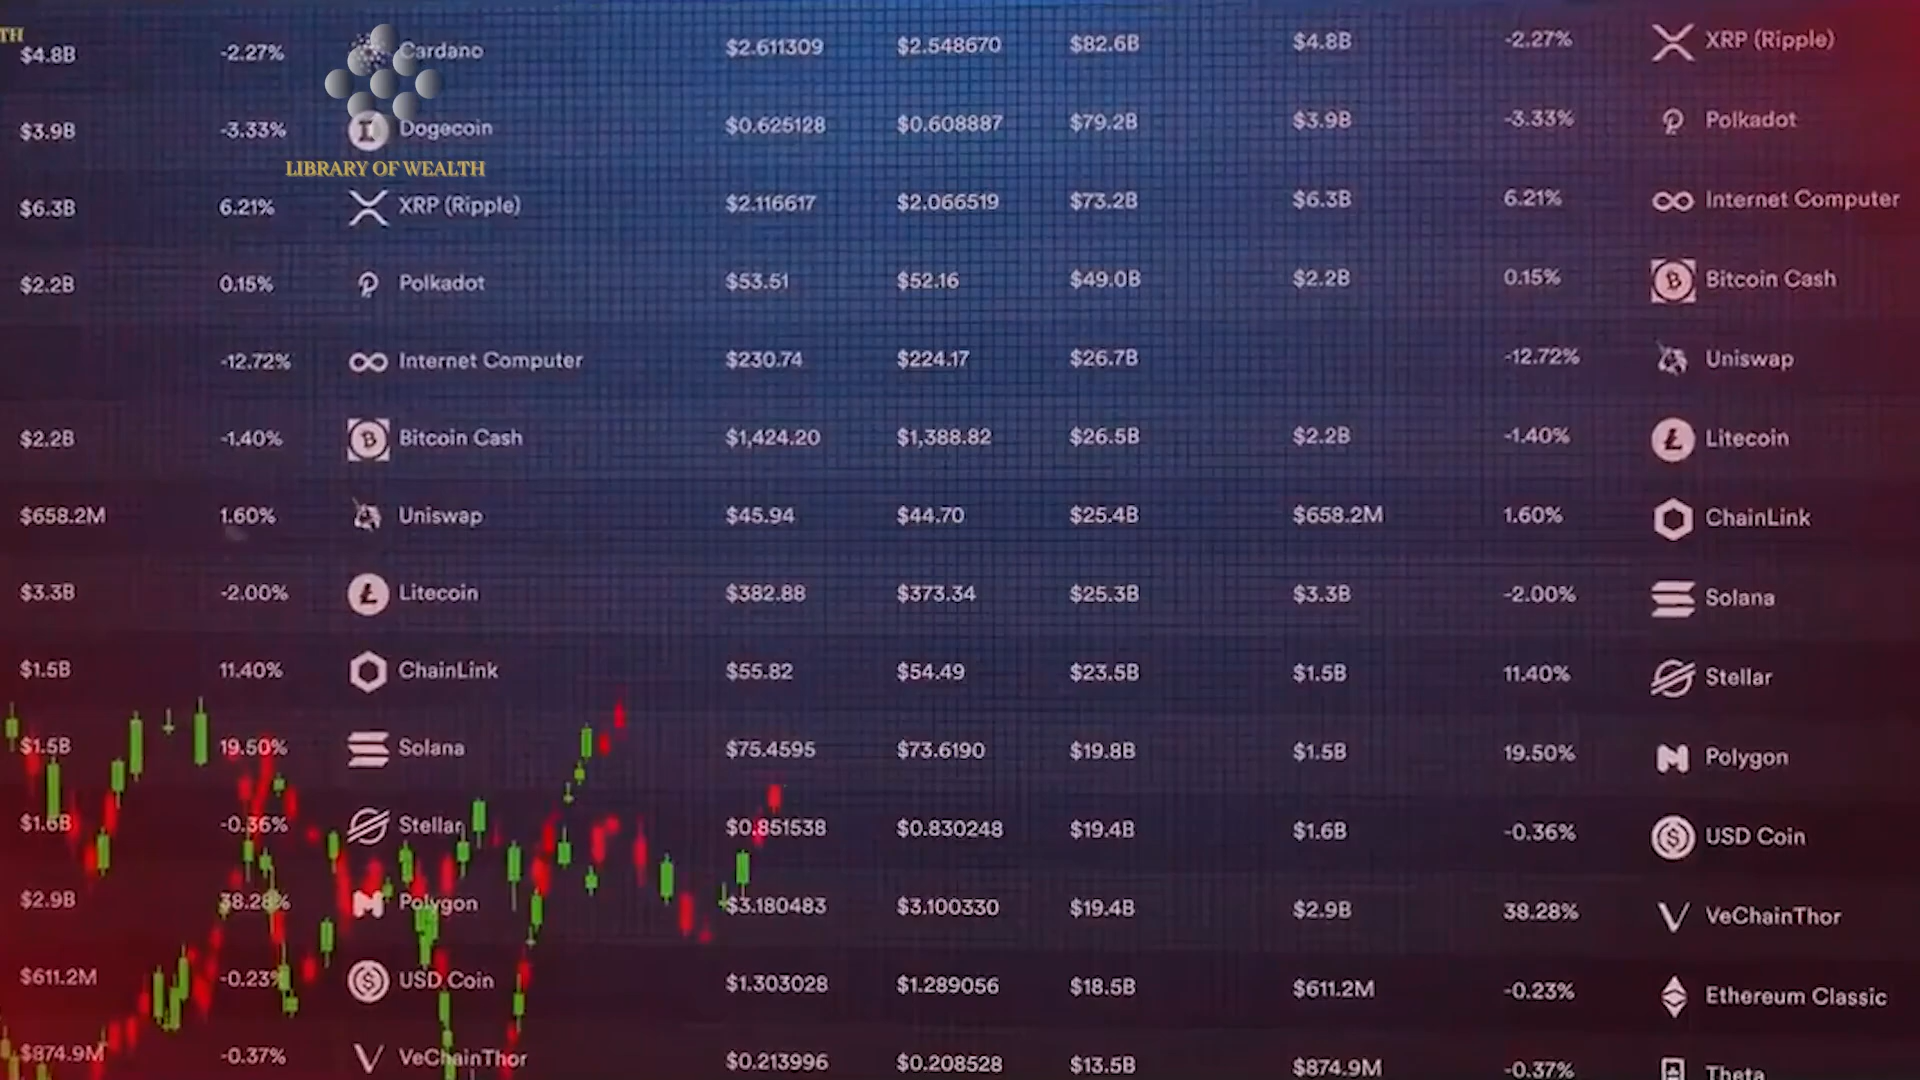 TH
$4.8B -2.27% Cardano $2.611309 $2.548670 $82.6B $4.8B -2.27% XRP (Ripple)
$3.9B -3.33% Dogecoin $0.625128 $0.608887 $79.2B $3.9B -3.33% Polkadot
LIBRARY OF WEALTH
$6.3B 6.21% XRP (Ripple) $2.116617 $2.066519 $73.2B $6.3B 6.21% Internet Computer
$2.2B 0.15% Polkadot $53.51 $52.16 $49.0B $2.2B 0.15% Bitcoin Cash
-12.72% Internet Computer $230.74 $224.17 $26.7B -12.72% Uniswap
$2.2B -1.40% Bitcoin Cash $1,424.20 $1,388.82 $26.5B $2.2B -1.40% Litecoin
$658.2M 1.60% Uniswap $45.94 $44.70 $25.4B $658.2M 1.60% ChainLink
$3.3B -2.00% Litecoin $382.88 $373.34 $25.3B $3.3B -2.00% Solana
$1.5B 11.40% ChainLink $55.82 $54.49 $23.5B $1.5B 11.40% Stellar
$1.5B 19.50% Solana $75.4595 $73.6190 $19.8B $1.5B 19.50% Polygon
$1.6B -0.36% Stellar $0.851538 $0.830248 $19.4B $1.6B -0.36% USD Coin
$2.9B 38.28% Polygon $3.180483 $3.100330 $19.4B $2.9B 38.28% VeChainThor
$611.2M -0.23% USD Coin $1.303028 $1.289056 $18.5B $611.2M -0.23% Ethereum Classic
$874.9M -0.37% VeChainThor $0.213996 $0.208528 $13.5B $874.9M -0.37% Theta